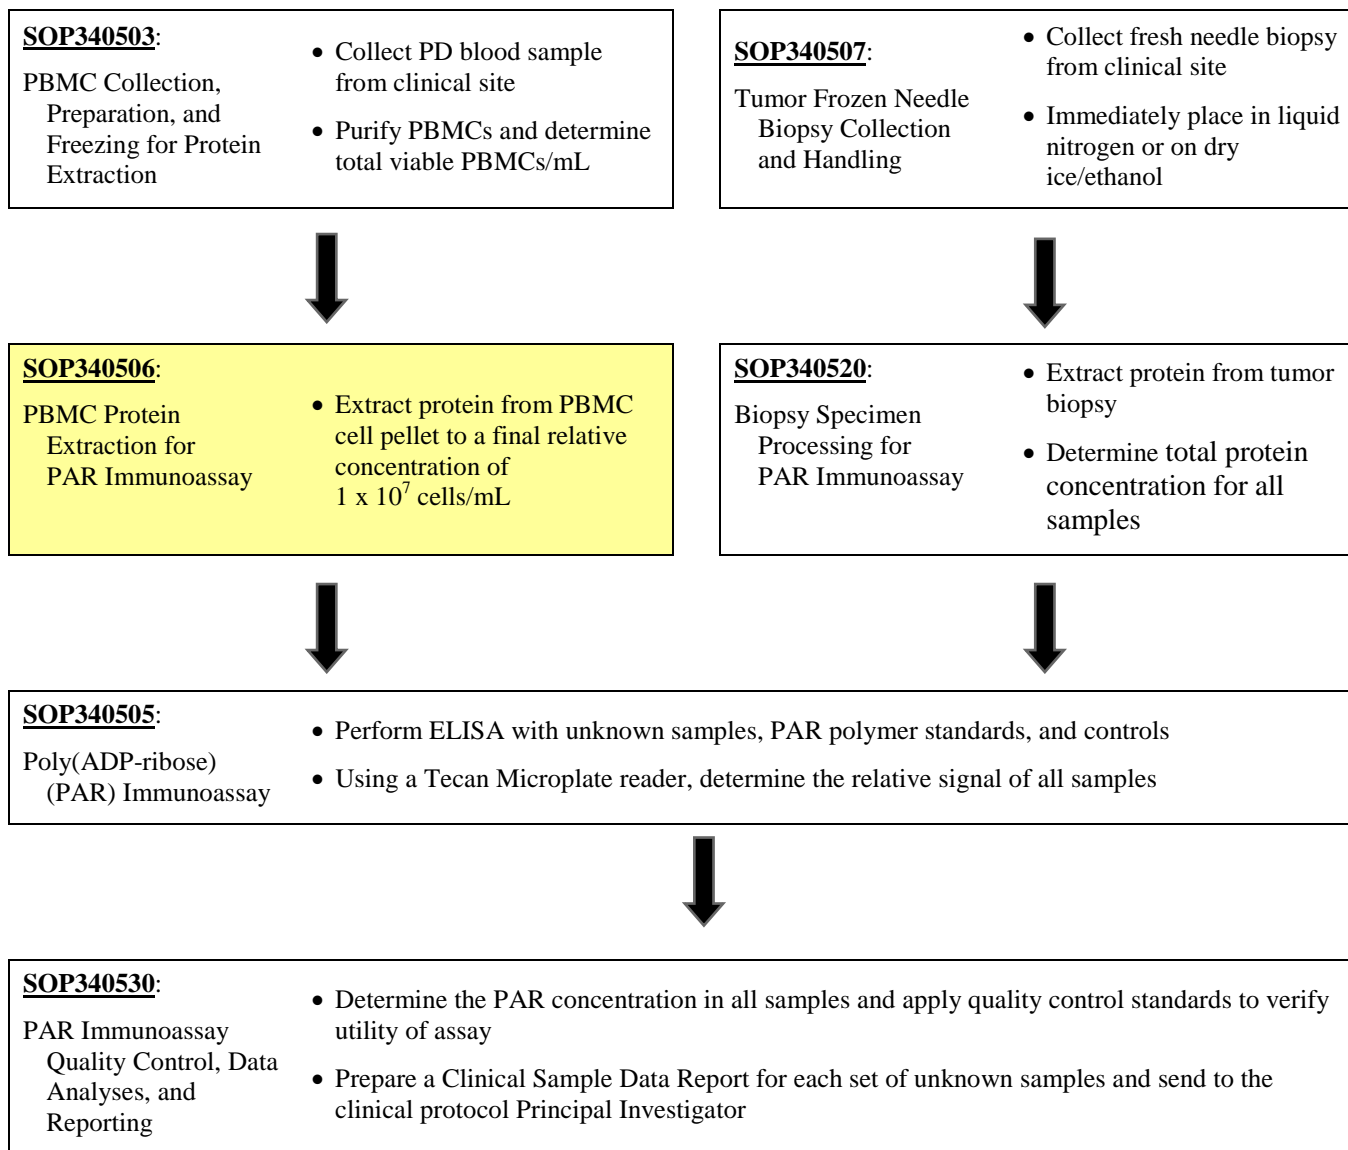 SOP340503:
PBMC Collection,
Preparation, and
Freezing for Protein
Extraction
• Collect PD blood sample
from clinical site
• Purify PBMCs and determine
total viable PBMCs/mL
SOP340507:
Tumor Frozen Needle
Biopsy Collection
and Handling
• Collect fresh needle biopsy
from clinical site
• Immediately place in liquid
nitrogen or on dry
ice/ethanol
SOP340506:
PBMC Protein
Extraction for
PAR Immunoassay
• Extract protein from PBMC
cell pellet to a final relative
concentration of
1 x 10⁷ cells/mL
SOP340520:
Biopsy Specimen
Processing for
PAR Immunoassay
• Extract protein from tumor
biopsy
• Determine total protein
concentration for all
samples
SOP340505:
Poly(ADP-ribose)
(PAR) Immunoassay
• Perform ELISA with unknown samples, PAR polymer standards, and controls
• Using a Tecan Microplate reader, determine the relative signal of all samples
SOP340530:
PAR Immunoassay
Quality Control, Data
Analyses, and
Reporting
• Determine the PAR concentration in all samples and apply quality control standards to verify
utility of assay
• Prepare a Clinical Sample Data Report for each set of unknown samples and send to the
clinical protocol Principal Investigator